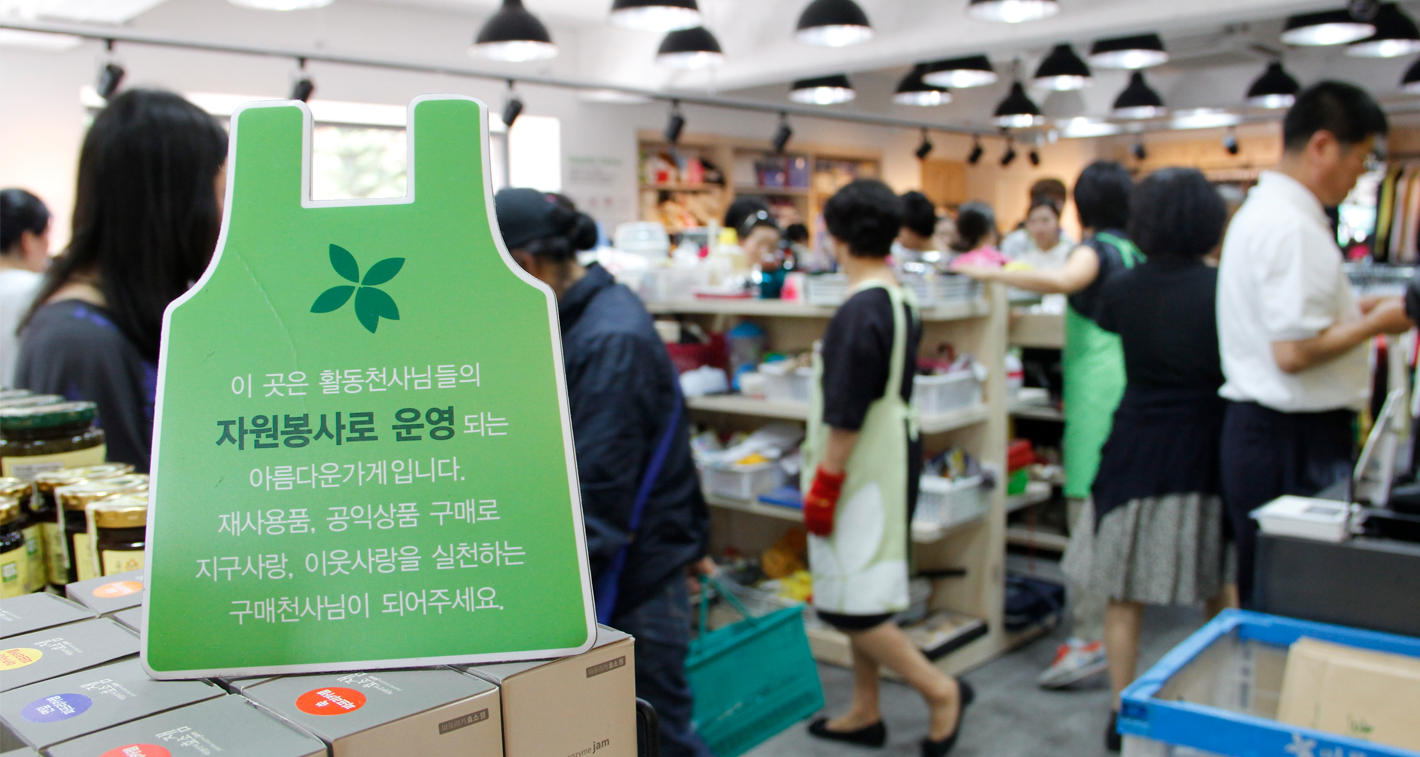 이 곳은 활동천사님들의
자원봉사로 운영 되는
아름다운가게입니다.
재사용품, 공익상품 구매로
지구사랑, 이웃사랑을 실천하는
구매천사님이 되어주세요.
jam